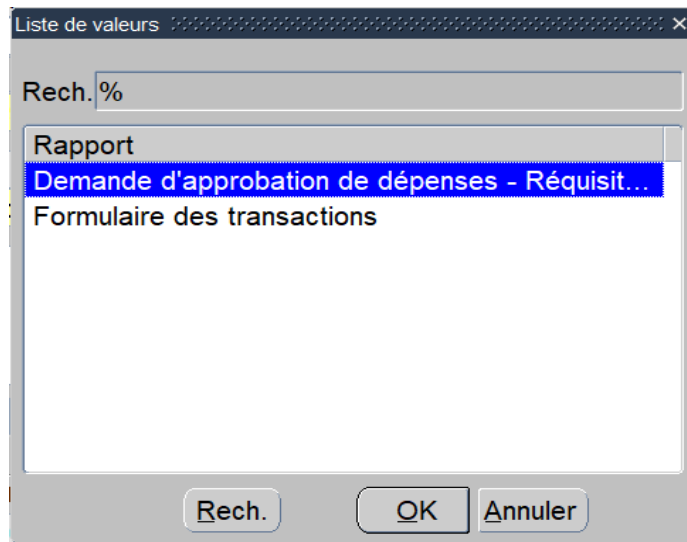 Liste de valeurs
Rech. %
Rapport
Demande d'approbation de dépenses - Réquisit...
Formulaire des transactions
Rech. OK Annuler